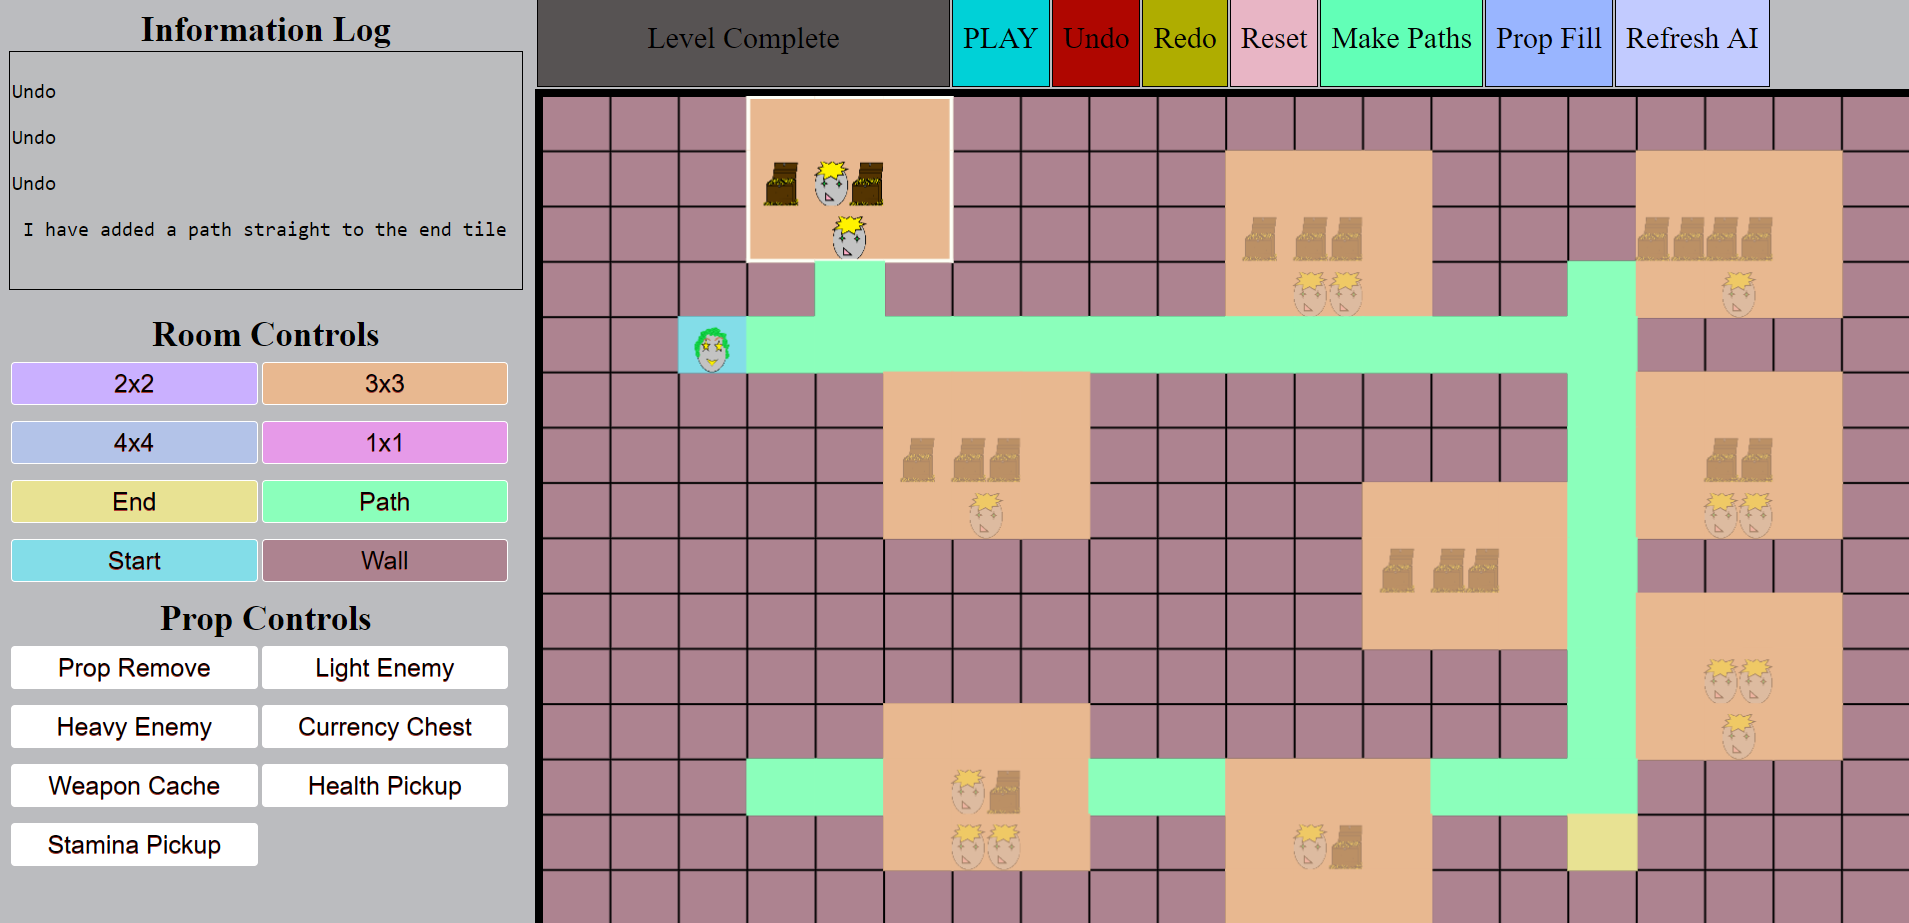 Information Log
Undo
Undo
Undo
I have added a path straight to the end tile
Room Controls
2x2 3x3
4x4 1x1
End Path
Start Wall
Prop Controls
Prop Remove Light Enemy
Heavy Enemy Currency Chest
Weapon Cache Health Pickup
Stamina Pickup
Level Complete PLAY Undo Redo Reset Make Paths Prop Fill Refresh AI